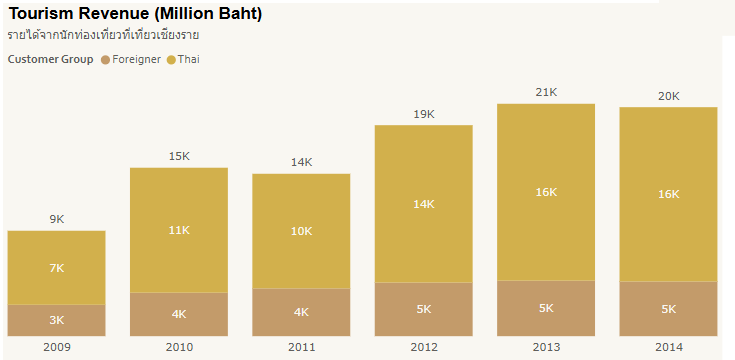 Tourism Revenue (Million Baht)
รายได้จากนักท่องเที่ยวที่เที่ยวเชียงราย
Customer Group Foreigner Thai
9K 15K 14K 19K 21K 20K
7K 11K 10K 14K 16K 16K
3K 4K 4K 5K 5K 5K
2009 2010 2011 2012 2013 2014